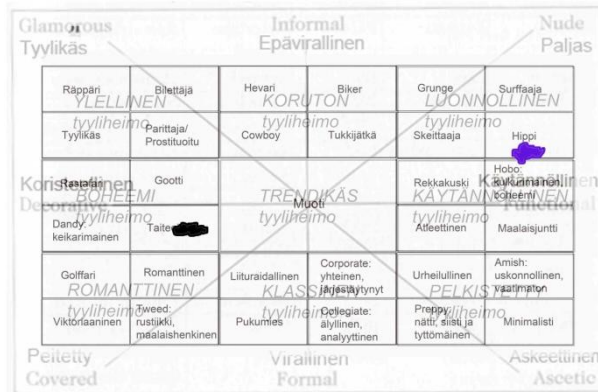 Glamorous Informal Nude
Tyylikäs Epävirallinen Paljas
Räppäri Bilettäjä Hevari Biker Grunge Surffaaja
YLELLINEN KORUTON LUONNOLLINEN
tyyliheimo tyyliheimo tyyliheimo
Tyylikäs Parittaja/ Cowboy Tukkijätkä Skeittaaja Hippi
Prostituoitu
Hobo:
Koristeellinen Rastafari Gootti Rekkakuski kulkurimainen, Käytännöllinen
BOHEEMI TRENDIKÄS KÄYTÄNNÖLLINEN boheemi
Decorative Muoti Functional
tyyliheimo tyyliheimo tyyliheimo
Dandy: Atleettinen Maalaisjuntti
keikarimainen
Golffari Romanttinen Liituraidallinen Corporate: Urheilullinen Amish:
yhteinen, uskonnollinen,
järjestäytynyt vaatimaton
ROMANTTINEN KLASSINEN PELKISTETTY
tyyliheimo tyyliheimo tyyliheimo
Viktoriaaninen Tweed: Pukumies Collegiate: Preppy: Minimalisti
rustiikki, älyllinen, nätti, siisti ja
maalaishenkinen analyyttinen tyttömäinen
Peitetty Virallinen Askeettinen
Covered Formal Ascetic